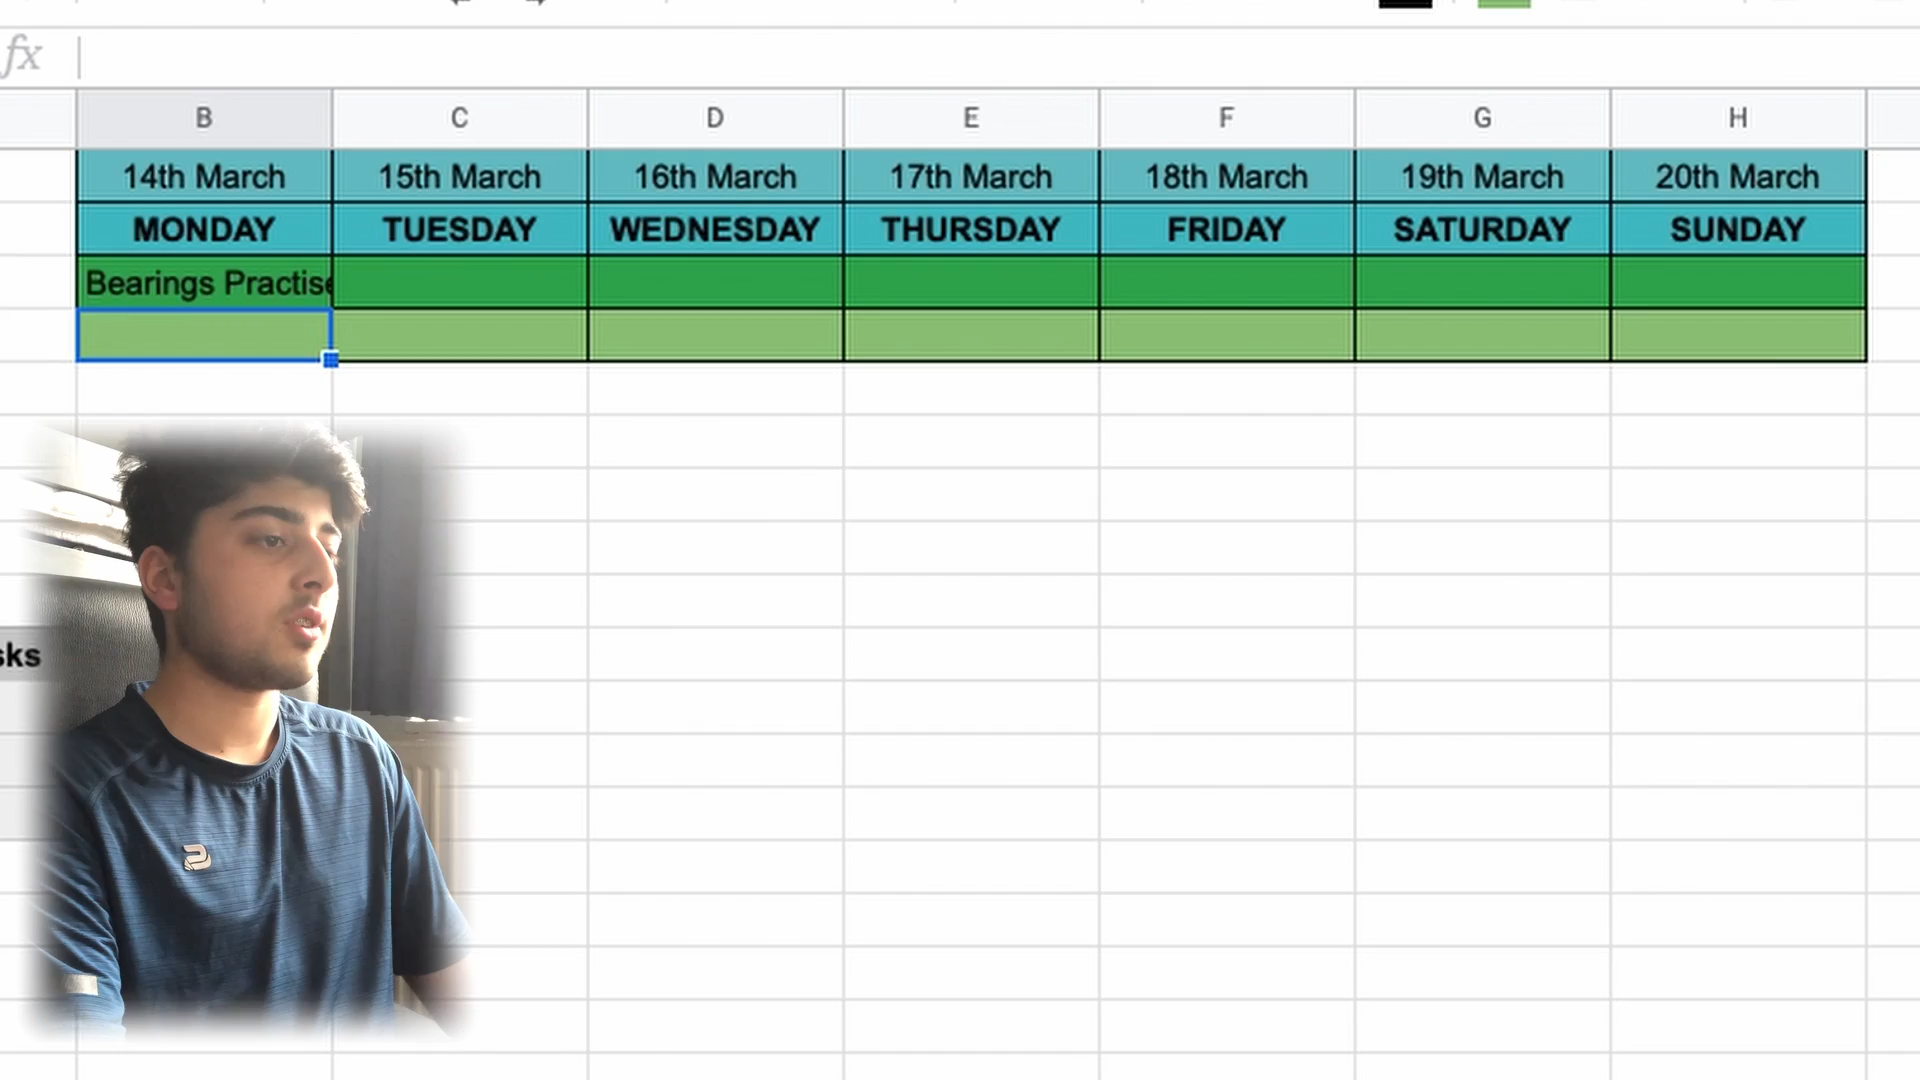 fx
B C D E F G H
14th March 15th March 16th March 17th March 18th March 19th March 20th March
MONDAY TUESDAY WEDNESDAY THURSDAY FRIDAY SATURDAY SUNDAY
Bearings Practise
sks